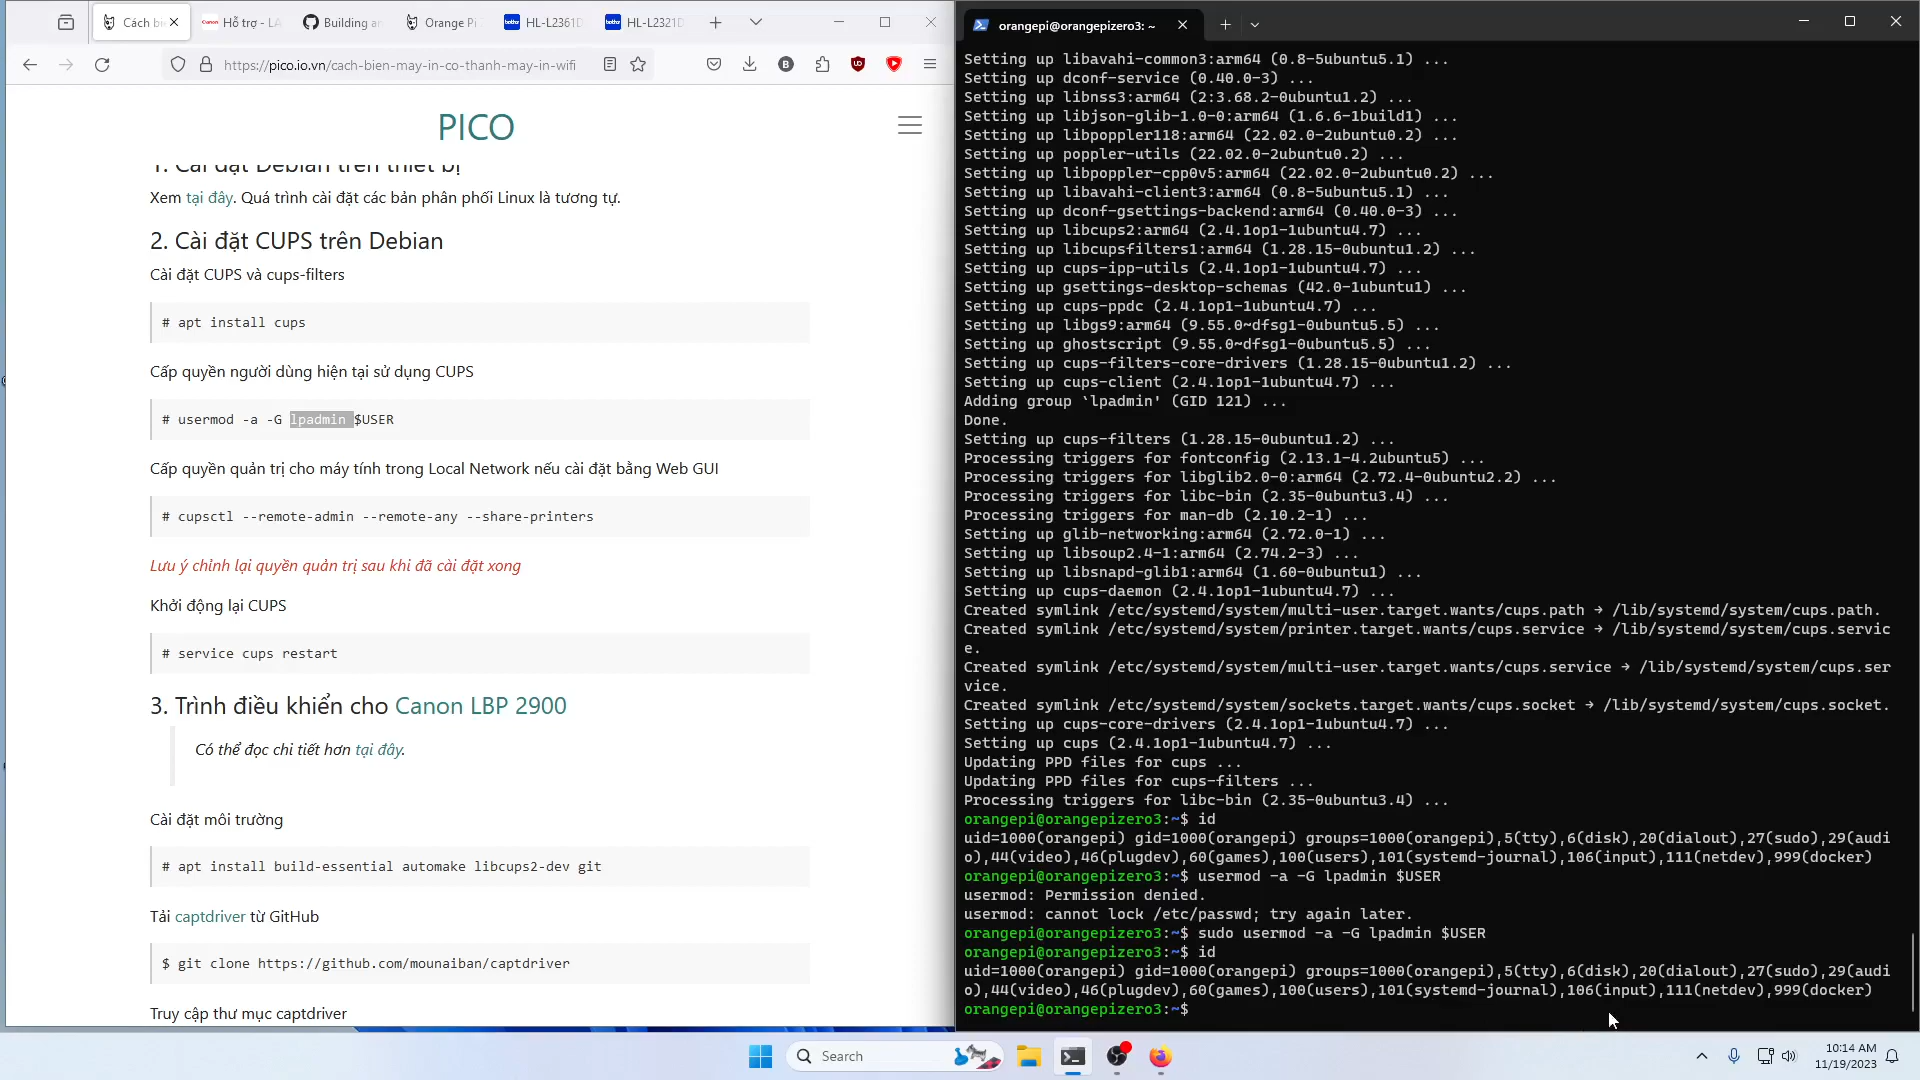 Cách biến
Hỗ trợ - LA
Building an
Orange Pi
HL-L2361D
HL-L2321D
https://pico.io.vn/cach-bien-may-in-co-thanh-may-in-wifi
PICO
1. Cài đặt Debian trên thiết bị
Xem tại đây. Quá trình cài đặt các bản phân phối Linux là tương tự.
2. Cài đặt CUPS trên Debian
Cài đặt CUPS và cups-filters
# apt install cups
Cấp quyền người dùng hiện tại sử dụng CUPS
# usermod -a -G lpadmin $USER
Cấp quyền quản trị cho máy tính trong Local Network nếu cài đặt bằng Web GUI
# cupsctl --remote-admin --remote-any --share-printers
Lưu ý chỉnh lại quyền quản trị sau khi đã cài đặt xong
Khởi động lại CUPS
# service cups restart
3. Trình điều khiển cho Canon LBP 2900
Có thể đọc chi tiết hơn tại đây.
Cài đặt môi trường
# apt install build-essential automake libcups2-dev git
Tải captdriver từ GitHub
$ git clone https://github.com/mounaiban/captdriver
Truy cập thư mục captdriver
orangepi@orangepizero3: ~
Setting up libavahi-common3:arm64 (0.8-5ubuntu5.1) ...
Setting up dconf-service (0.40.0-3) ...
Setting up libnss3:arm64 (2:3.68.2-0ubuntu1.2) ...
Setting up libjson-glib-1.0-0:arm64 (1.6.6-1build1) ...
Setting up libpoppler118:arm64 (22.02.0-2ubuntu0.2) ...
Setting up poppler-utils (22.02.0-2ubuntu0.2) ...
Setting up libpoppler-cpp0v5:arm64 (22.02.0-2ubuntu0.2) ...
Setting up libavahi-client3:arm64 (0.8-5ubuntu5.1) ...
Setting up dconf-gsettings-backend:arm64 (0.40.0-3) ...
Setting up libcups2:arm64 (2.4.1op1-1ubuntu4.7) ...
Setting up libcupsfilters1:arm64 (1.28.15-0ubuntu1.2) ...
Setting up cups-ipp-utils (2.4.1op1-1ubuntu4.7) ...
Setting up gsettings-desktop-schemas (42.0-1ubuntu1) ...
Setting up cups-ppdc (2.4.1op1-1ubuntu4.7) ...
Setting up libgs9:arm64 (9.55.0~dfsg1-0ubuntu5.5) ...
Setting up ghostscript (9.55.0~dfsg1-0ubuntu5.5) ...
Setting up cups-filters-core-drivers (1.28.15-0ubuntu1.2) ...
Setting up cups-client (2.4.1op1-1ubuntu4.7) ...
Adding group `lpadmin' (GID 121) ...
Done.
Setting up cups-filters (1.28.15-0ubuntu1.2) ...
Processing triggers for fontconfig (2.13.1-4.2ubuntu5) ...
Processing triggers for libglib2.0-0:arm64 (2.72.4-0ubuntu2.2) ...
Processing triggers for libc-bin (2.35-0ubuntu3.4) ...
Processing triggers for man-db (2.10.2-1) ...
Setting up glib-networking:arm64 (2.72.0-1) ...
Setting up libsoup2.4-1:arm64 (2.74.2-3) ...
Setting up libsnapd-glib1:arm64 (1.60-0ubuntu1) ...
Setting up cups-daemon (2.4.1op1-1ubuntu4.7) ...
Created symlink /etc/systemd/system/multi-user.target.wants/cups.path → /lib/systemd/system/cups.path.
Created symlink /etc/systemd/system/printer.target.wants/cups.service → /lib/systemd/system/cups.servic
e.
Created symlink /etc/systemd/system/multi-user.target.wants/cups.service → /lib/systemd/system/cups.ser
vice.
Created symlink /etc/systemd/system/sockets.target.wants/cups.socket → /lib/systemd/system/cups.socket.
Setting up cups-core-drivers (2.4.1op1-1ubuntu4.7) ...
Setting up cups (2.4.1op1-1ubuntu4.7) ...
Updating PPD files for cups ...
Updating PPD files for cups-filters ...
Processing triggers for libc-bin (2.35-0ubuntu3.4) ...
orangepi@orangepizero3:~$ id
uid=1000(orangepi) gid=1000(orangepi) groups=1000(orangepi),5(tty),6(disk),20(dialout),27(sudo),29(audi
o),44(video),46(plugdev),60(games),100(users),101(systemd-journal),106(input),111(netdev),999(docker)
orangepi@orangepizero3:~$ usermod -a -G lpadmin $USER
usermod: Permission denied.
usermod: cannot lock /etc/passwd; try again later.
orangepi@orangepizero3:~$ sudo usermod -a -G lpadmin $USER
orangepi@orangepizero3:~$ id
uid=1000(orangepi) gid=1000(orangepi) groups=1000(orangepi),5(tty),6(disk),20(dialout),27(sudo),29(audi
o),44(video),46(plugdev),60(games),100(users),101(systemd-journal),106(input),111(netdev),999(docker)
orangepi@orangepizero3:~$
Search
10:14 AM
11/19/2023